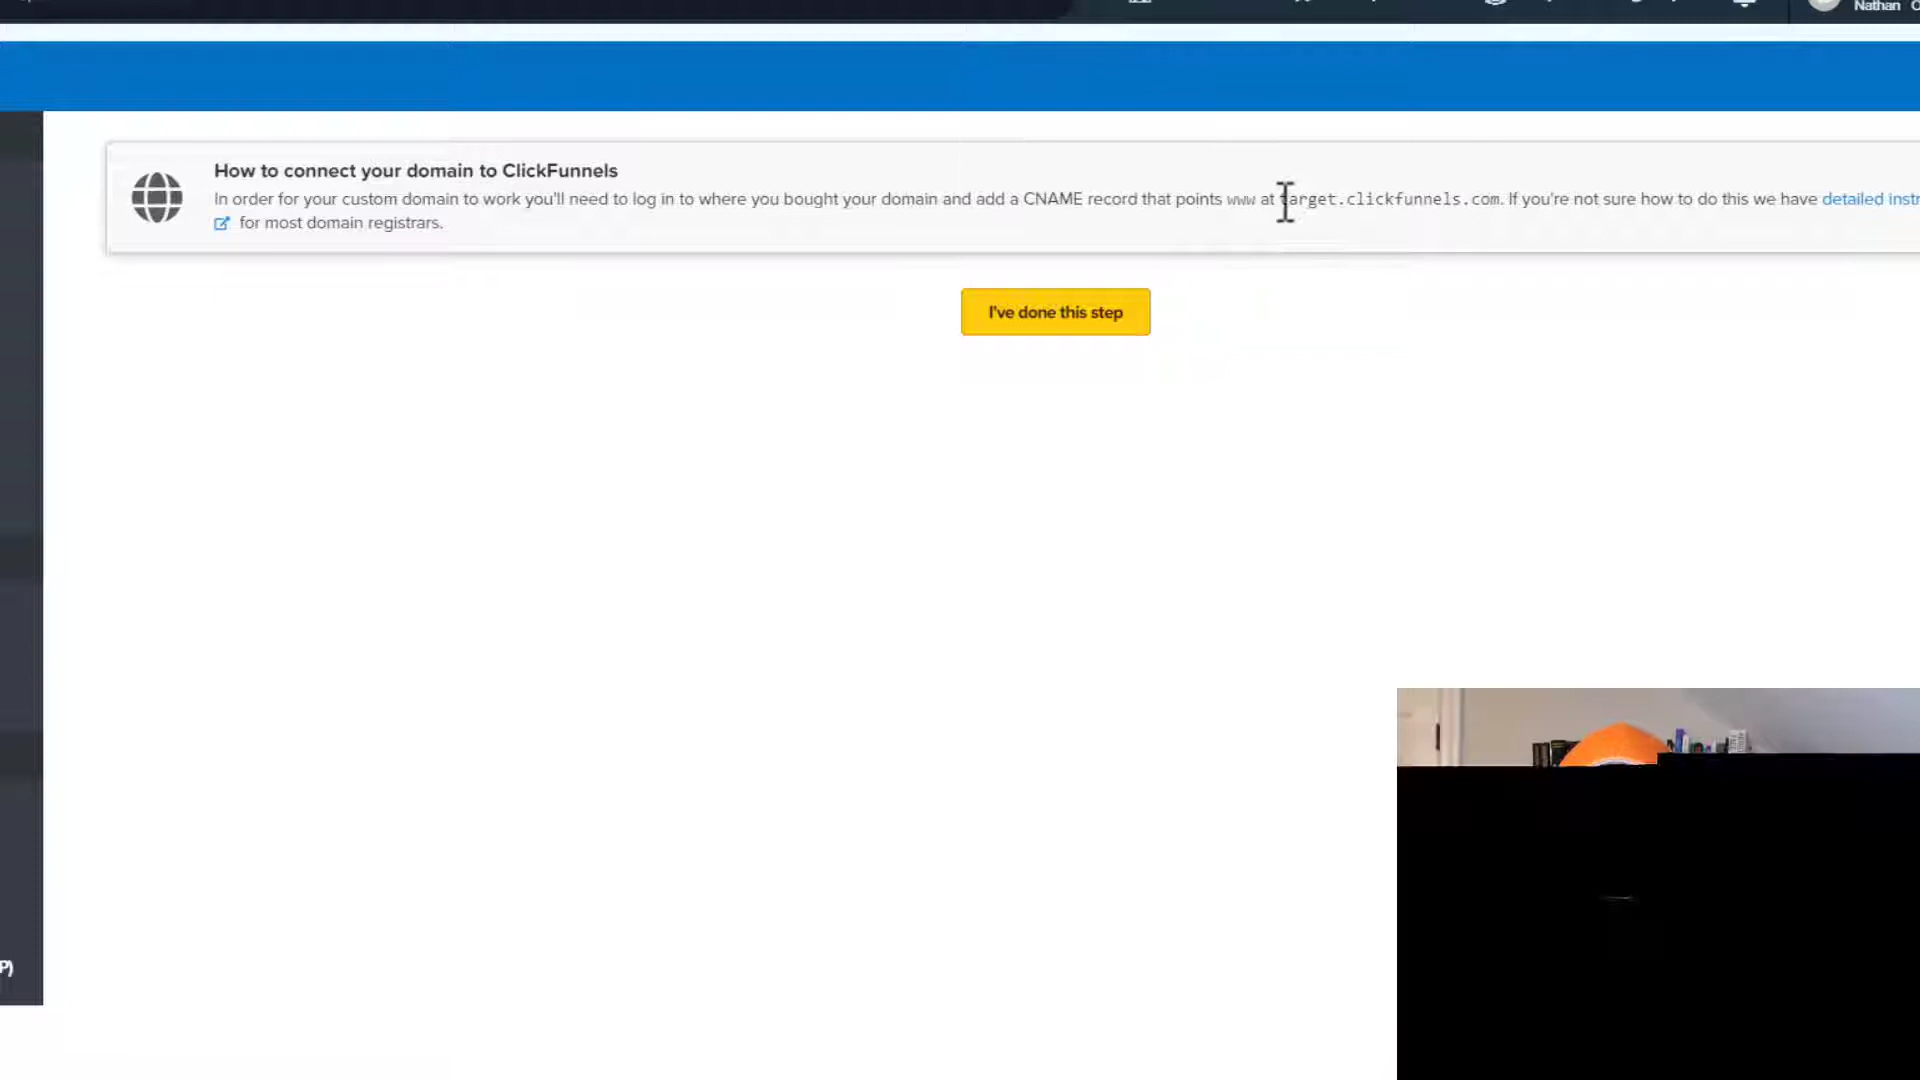 Nathan
How to connect your domain to ClickFunnels
In order for your custom domain to work you'll need to log in to where you bought your domain and add a CNAME record that points www at target.clickfunnels.com. If you're not sure how to do this we have detailed
for most domain registrars.
I've done this step
P)